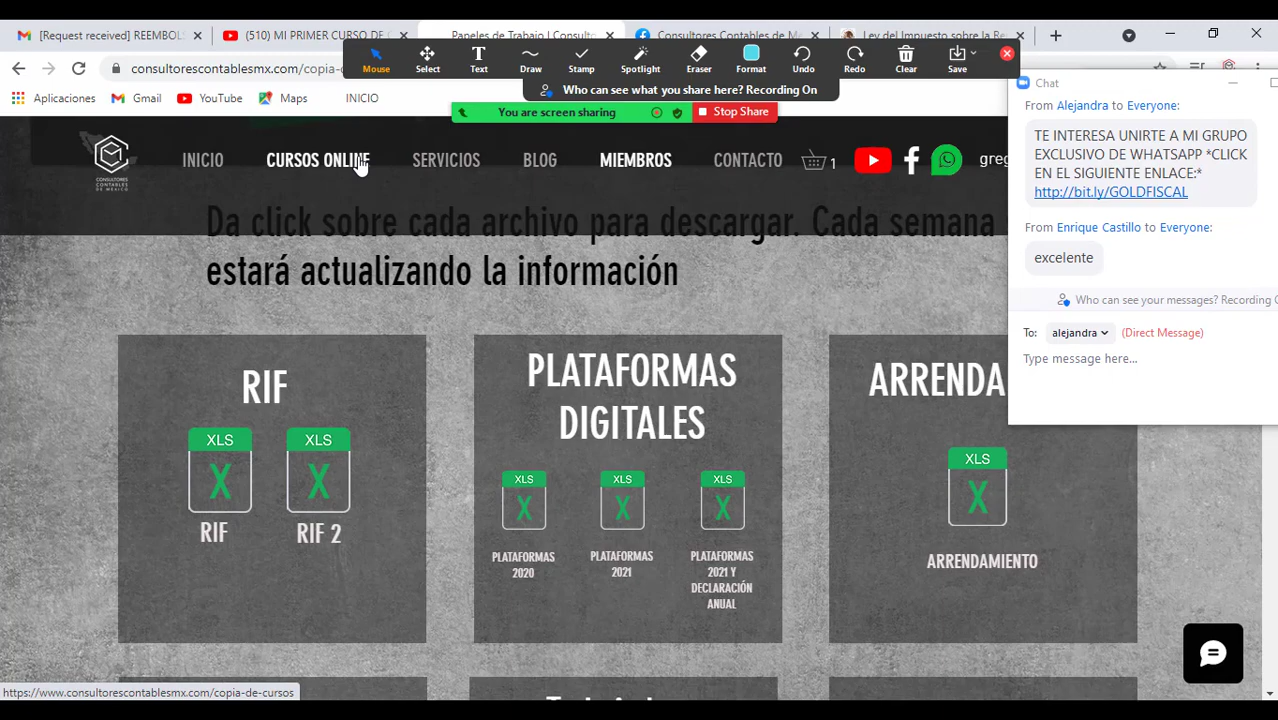 [Request received] REEMBOLS
(510) MI PRIMER CURSO DE C
Papeles de Trabajo | Consultores
Consultores Contables de Me
Ley del Impuesto sobre la Re
consultorescontablesmx.com/copia-de
Mouse
Select
Text
Draw
Stamp
Spotlight
Eraser
Format
Undo
Redo
Clear
Save
Who can see what you share here? Recording On
You are screen sharing
Stop Share
Aplicaciones
Gmail
YouTube
Maps
INICIO
CONSULTORES
CONTABLES
DE MEXICO
INICIO
CURSOS ONLINE
SERVICIOS
BLOG
MIEMBROS
CONTACTO
1
greg
Da click sobre cada archivo para descargar. Cada semana
estará actualizando la información
RIF
XLS
X
RIF
XLS
X
RIF 2
PLATAFORMAS
DIGITALES
XLS
X
PLATAFORMAS
2020
XLS
X
PLATAFORMAS
2021
XLS
X
PLATAFORMAS
2021 Y
DECLARACIÓN
ANUAL
ARRENDA
XLS
X
ARRENDAMIENTO
Chat
From Alejandra to Everyone:
TE INTERESA UNIRTE A MI GRUPO
EXCLUSIVO DE WHATSAPP *CLICK
EN EL SIGUIENTE ENLACE:*
http://bit.ly/GOLDFISCAL
From Enrique Castillo to Everyone:
excelente
Who can see your messages? Recording O
To: alejandra (Direct Message)
Type message here...
https://www.consultorescontablesmx.com/copia-de-cursos